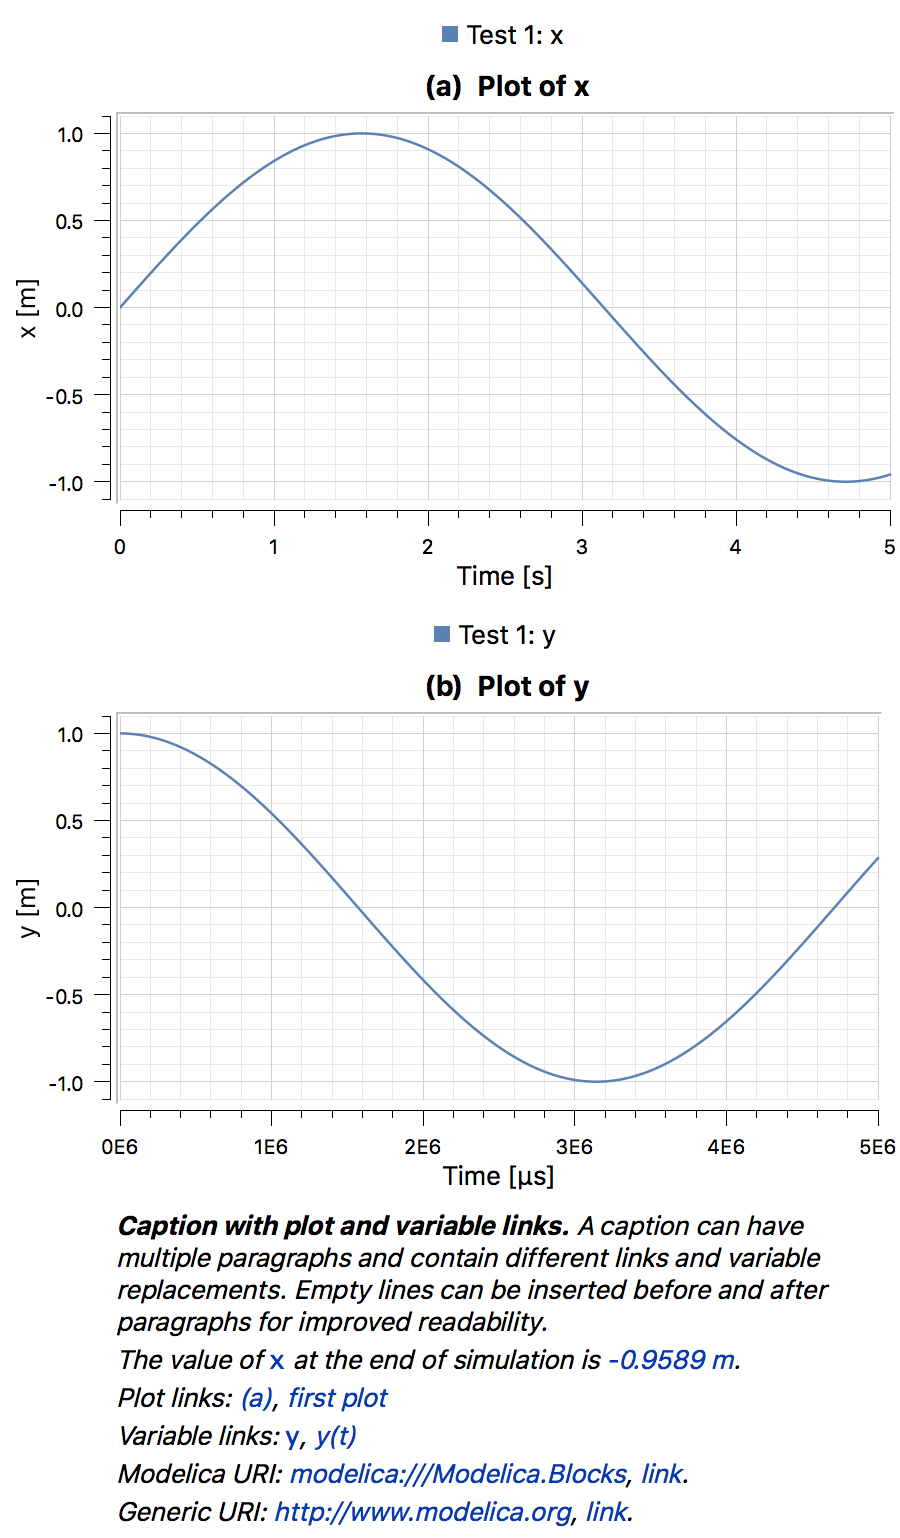 Test 1: x
(a) Plot of x
1.0
0.5
0.0
-0.5
-1.0
x [m]
0 1 2 3 4 5
Time [s]
Test 1: y
(b) Plot of y
1.0
0.5
0.0
-0.5
-1.0
y [m]
0E6 1E6 2E6 3E6 4E6 5E6
Time [μs]
Caption with plot and variable links. A caption can have
multiple paragraphs and contain different links and variable
replacements. Empty lines can be inserted before and after
paragraphs for improved readability.
The value of x at the end of simulation is -0.9589 m.
Plot links: (a), first plot
Variable links: y, y(t)
Modelica URI: modelica:///Modelica.Blocks, link.
Generic URI: http://www.modelica.org, link.